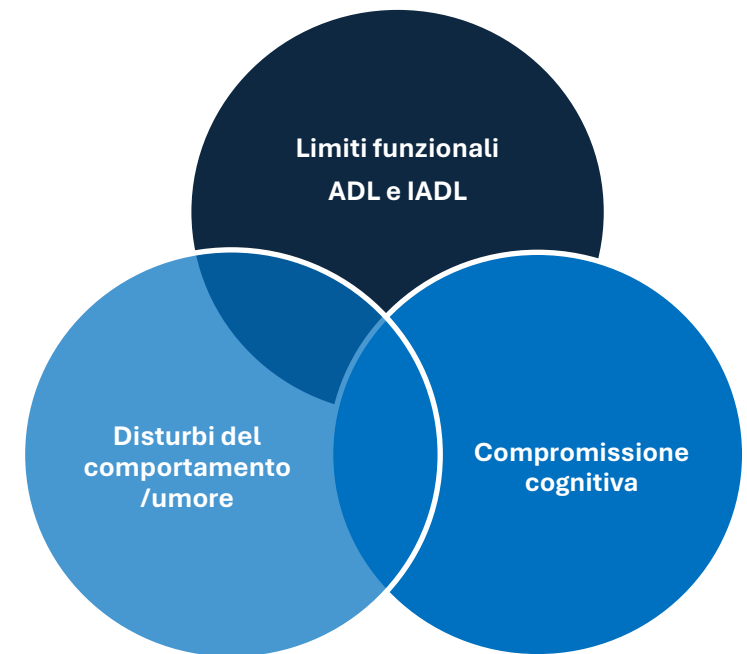 Limiti funzionali
ADL e IADL
Disturbi del
comportamento
/umore
Compromissione
cognitiva